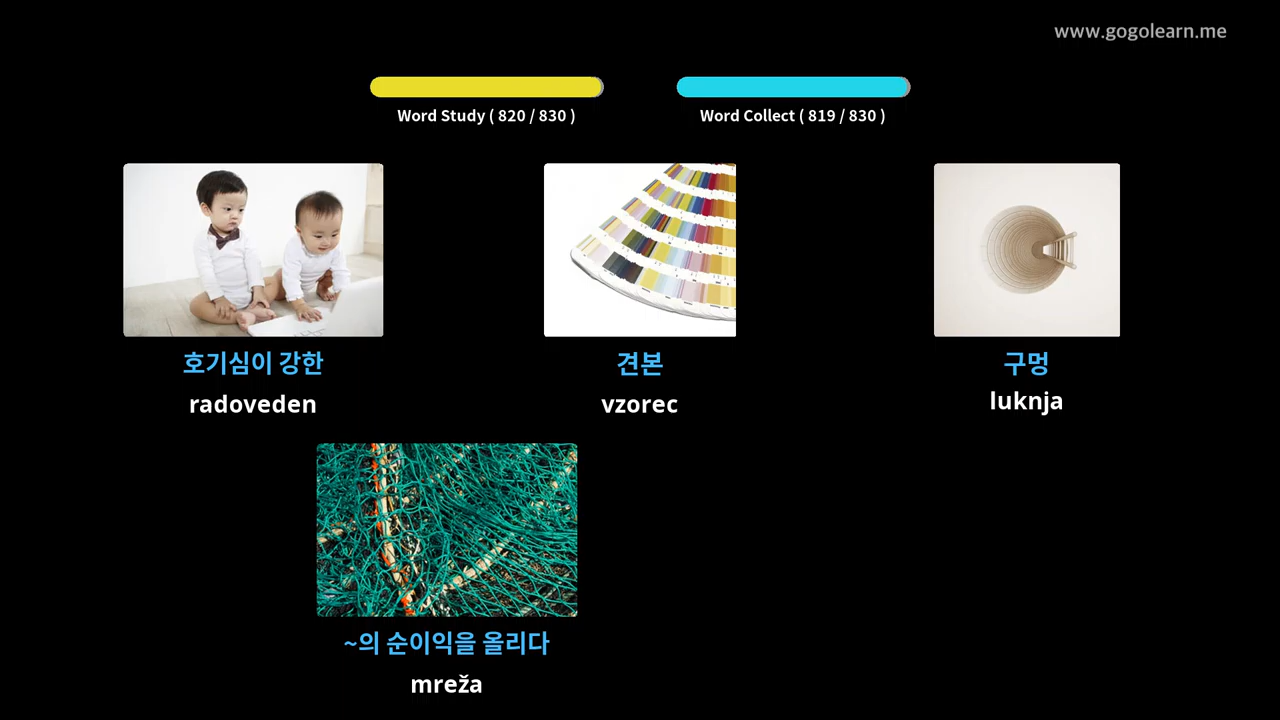 www.gogolearn.me
Word Study ( 820 / 830 )
Word Collect ( 819 / 830 )
호기심이 강한
radoveden
견본
vzorec
구멍
luknja
~의 순이익을 올리다
mreža